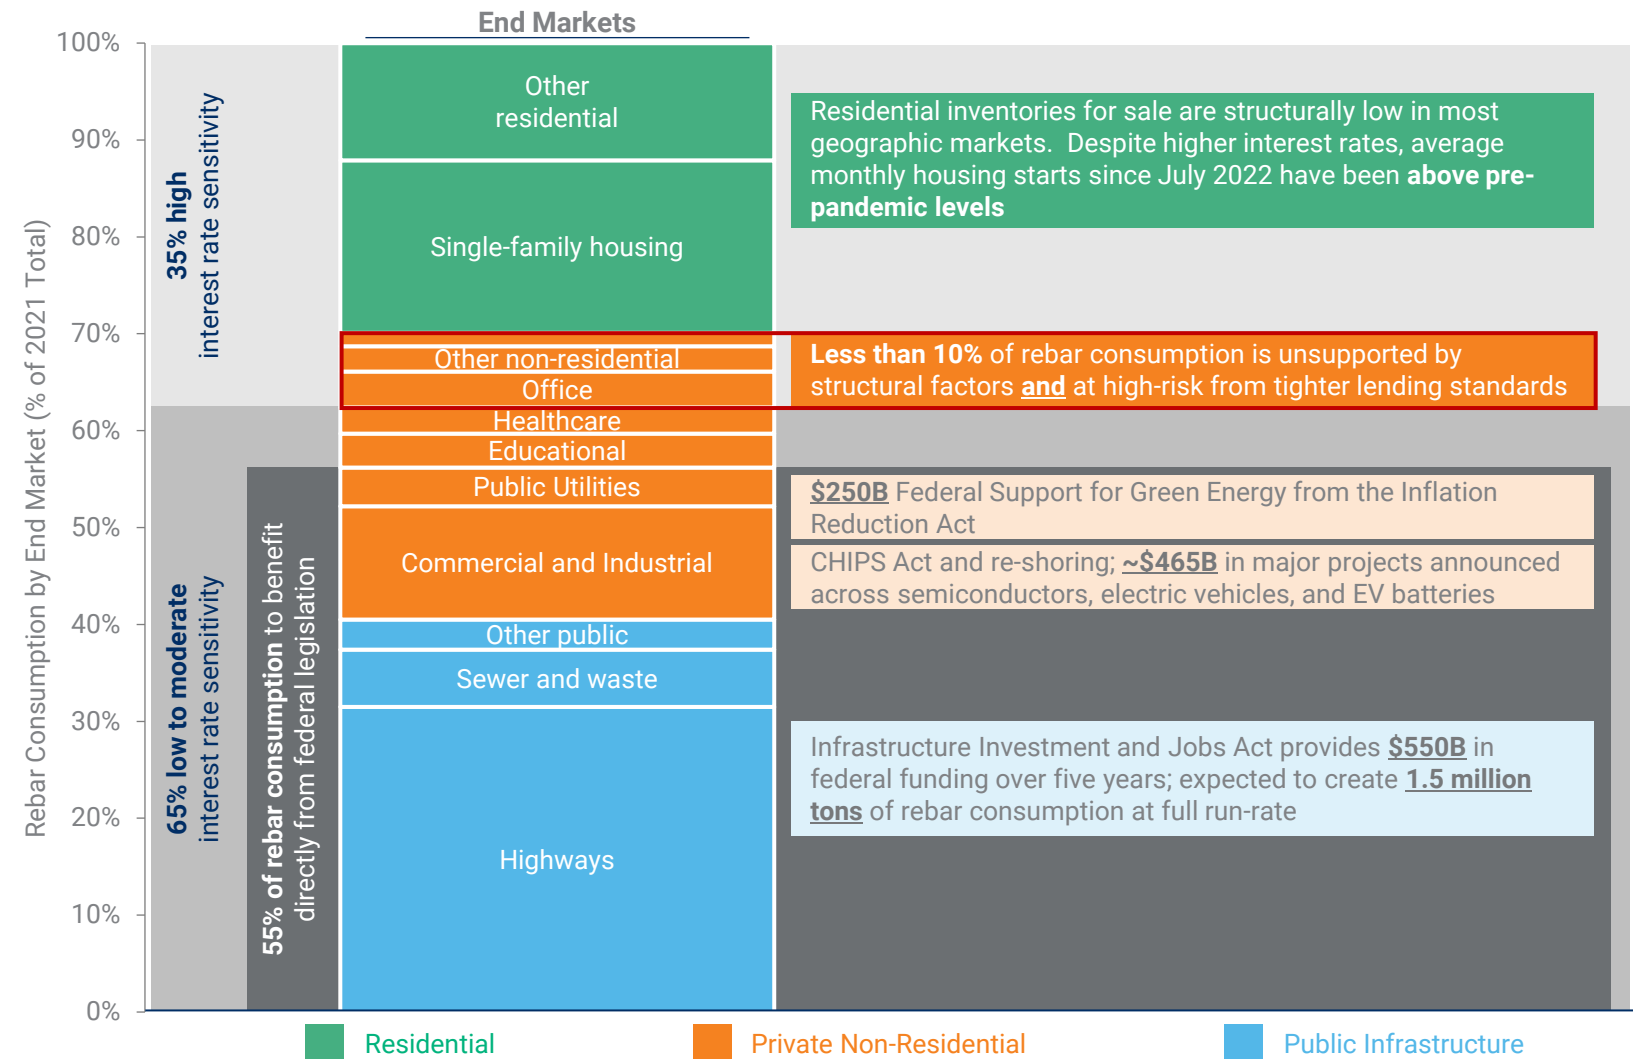 End Markets
Rebar Consumption by End Market (% of 2021 Total)
100%
90%
80%
70%
60%
50%
40%
30%
20%
10%
0%
35% high
interest rate sensitivity
65% low to moderate
interest rate sensitivity
55% of rebar consumption to benefit
directly from federal legislation
Other
residential
Single-family housing
Other non-residential
Office
Healthcare
Educational
Public Utilities
Commercial and Industrial
Other public
Sewer and waste
Highways
Residential inventories for sale are structurally low in most
geographic markets.  Despite higher interest rates, average
monthly housing starts since July 2022 have been above pre-
pandemic levels
Less than 10% of rebar consumption is unsupported by
structural factors and at high-risk from tighter lending standards
$250B Federal Support for Green Energy from the Inflation
Reduction Act
CHIPS Act and re-shoring; ~$465B in major projects announced
across semiconductors, electric vehicles, and EV batteries
Infrastructure Investment and Jobs Act provides $550B in
federal funding over five years; expected to create 1.5 million
tons of rebar consumption at full run-rate
Residential
Private Non-Residential
Public Infrastructure